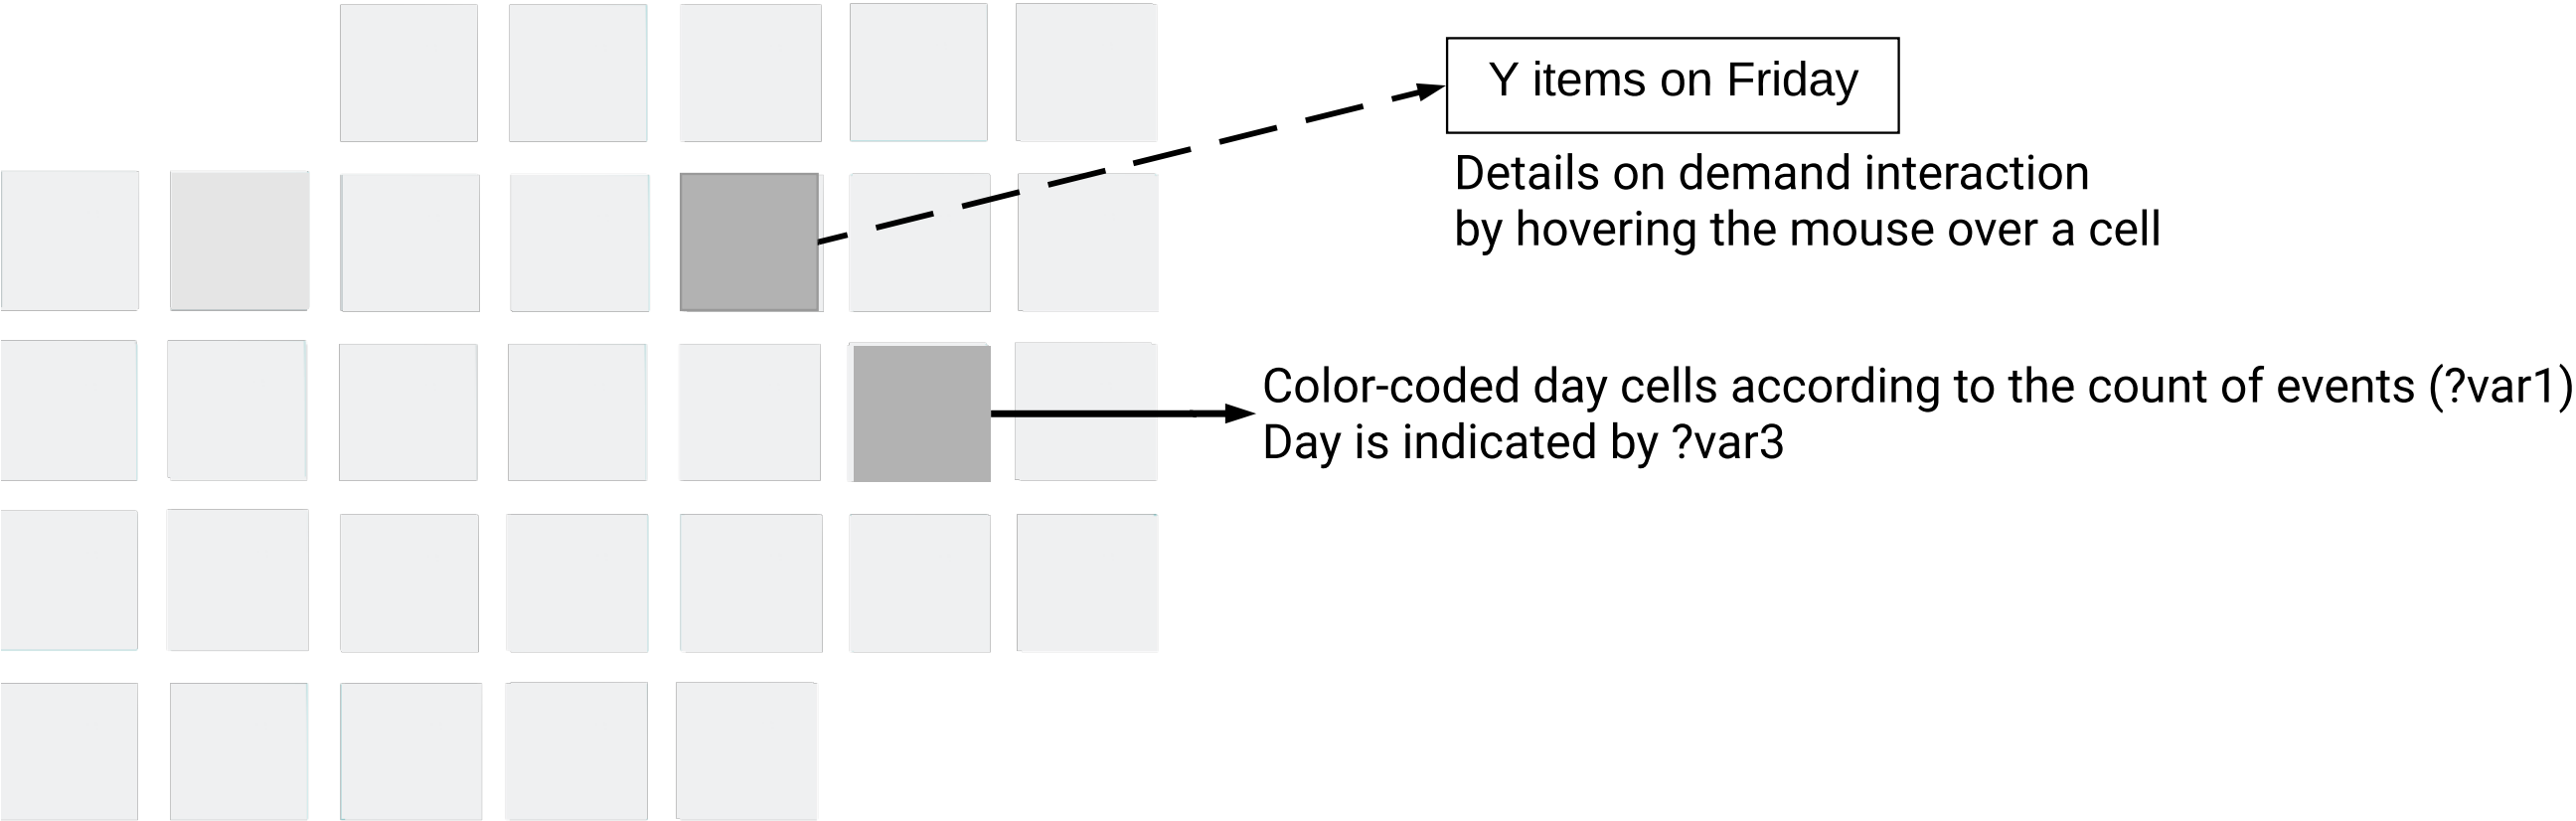 Y items on Friday
Details on demand interaction
by hovering the mouse over a cell
Color-coded day cells according to the count of events (?var1)
Day is indicated by ?var3